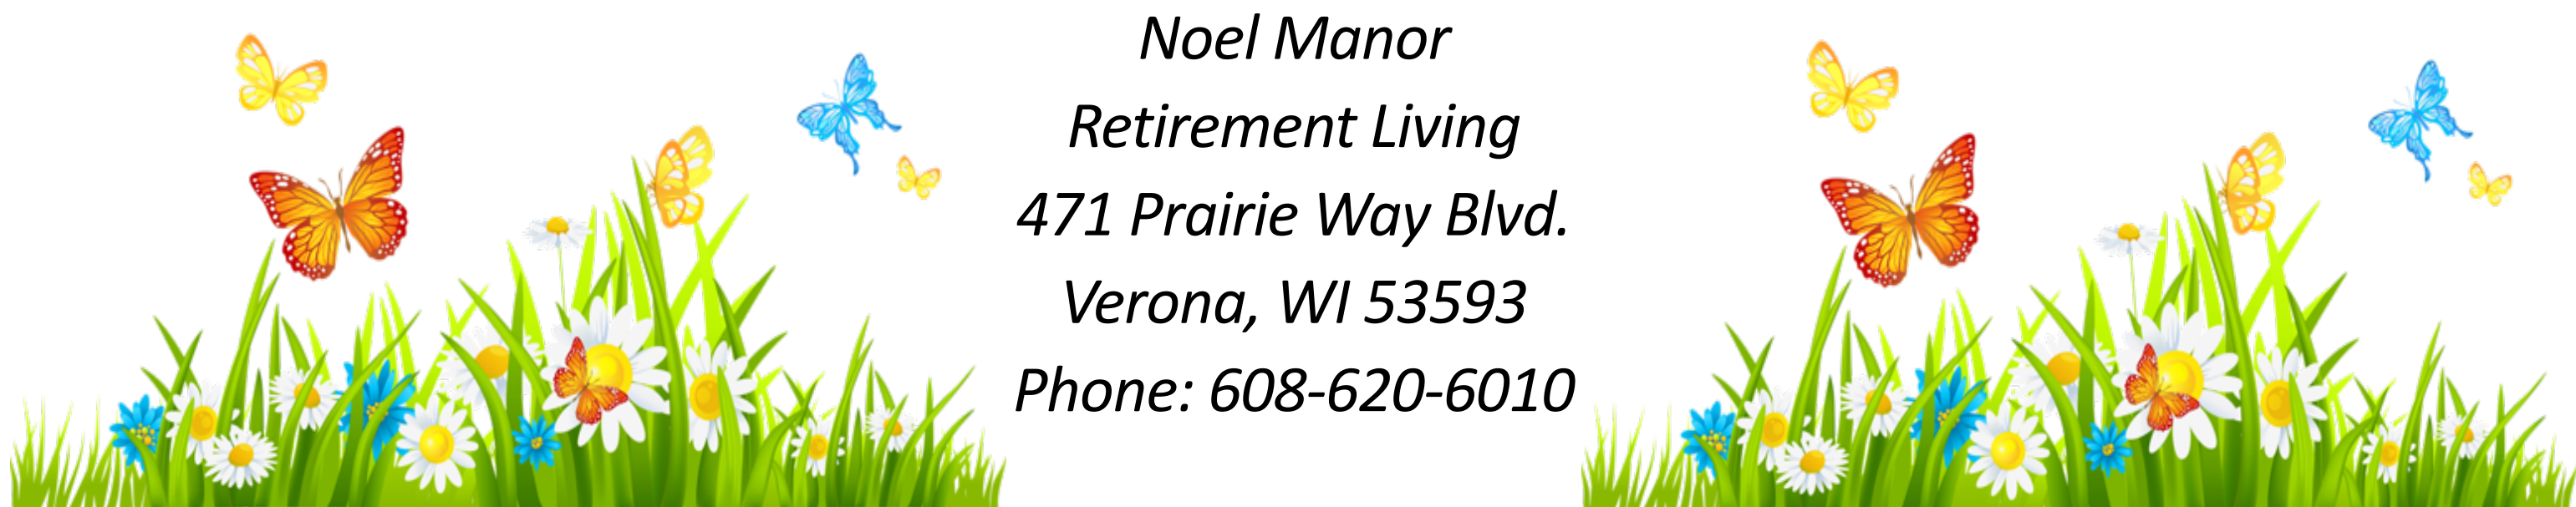 Noel Manor
Retirement Living
471 Prairie Way Blvd.
Verona, WI 53593
Phone: 608-620-6010